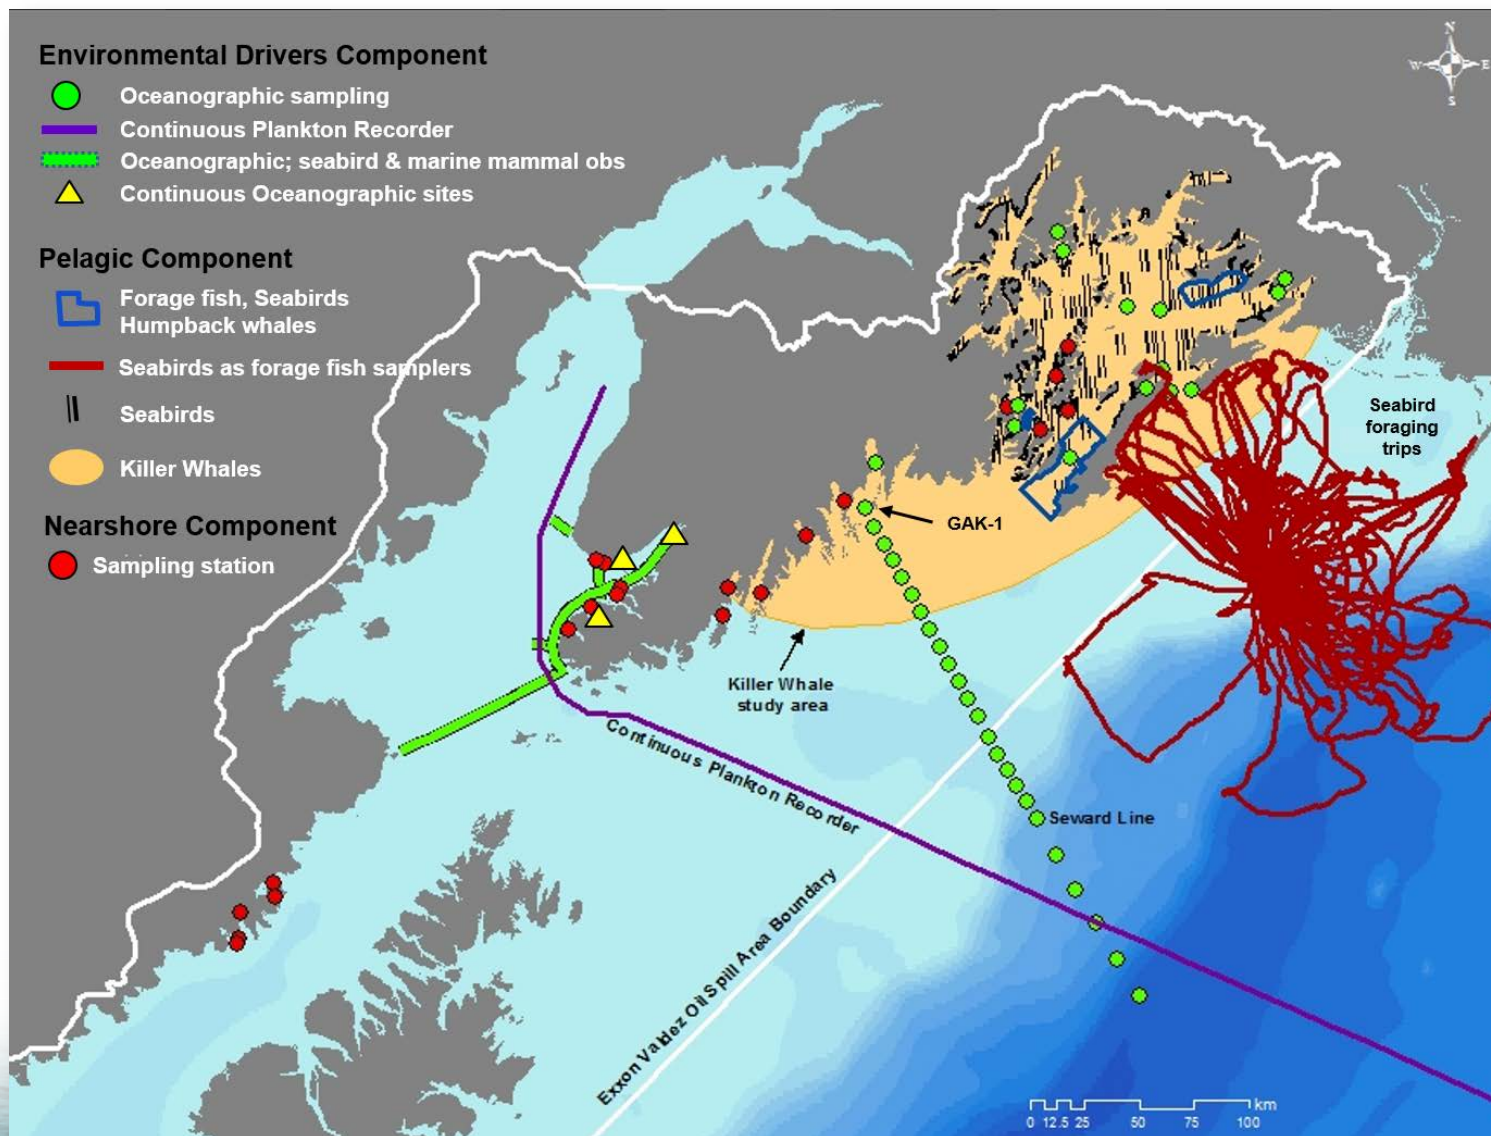 Environmental Drivers Component
Oceanographic sampling
Continuous Plankton Recorder
Oceanographic; seabird & marine mammal obs
Continuous Oceanographic sites
Pelagic Component
Forage fish, Seabirds
Humpback whales
Seabirds as forage fish samplers
Seabirds
Killer Whales
Nearshore Component
Sampling station
N
W E
S
Seabird
foraging
trips
GAK-1
Killer Whale
study area
Continuous Plankton Recorder
Seward Line
Exxon Valdez Oil Spill Area Boundary
km
0 12.5 25 50 75 100